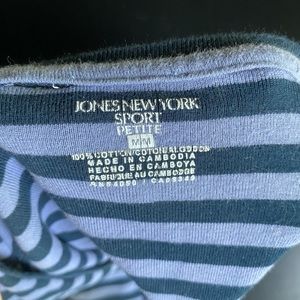 JONES NEW YORK
SPORT
PETITE
M/M
100% COTTON/COTON/ALGODON
MADE IN CAMBODIA
HECHO EN CAMBOYA
FABRIQUE AU CAMBODGE